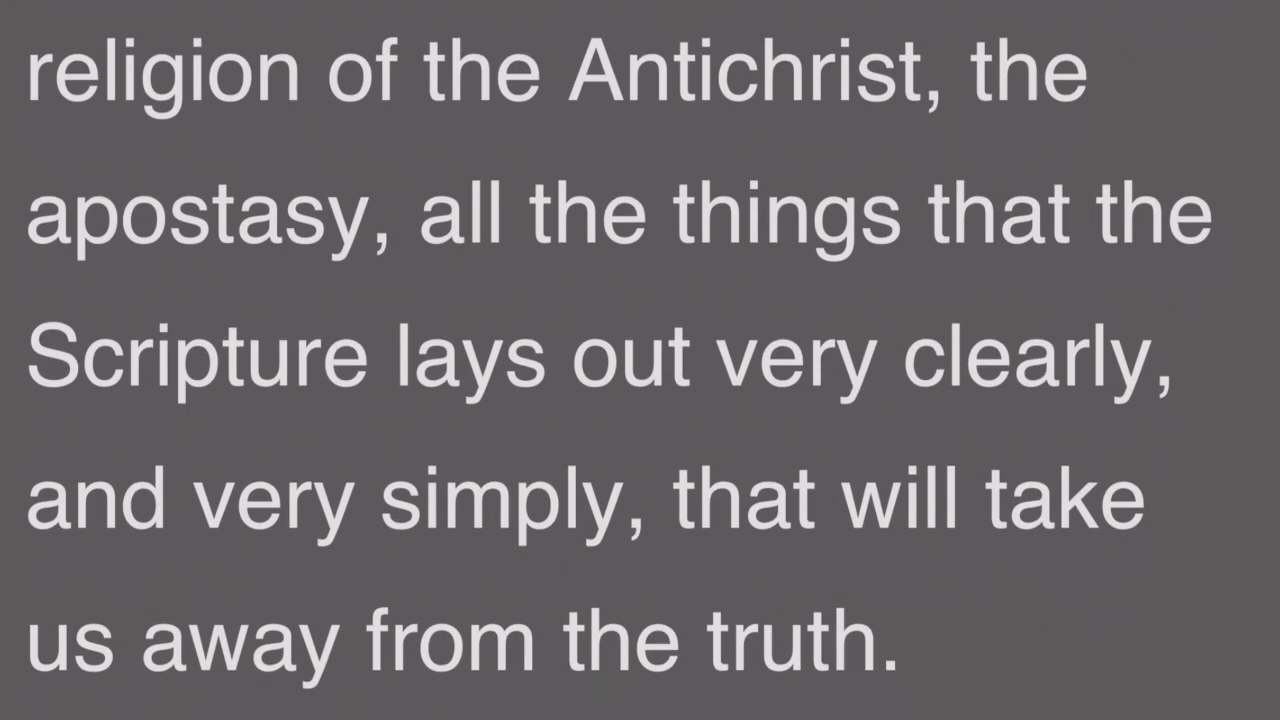 religion of the Antichrist, the
apostasy, all the things that the
Scripture lays out very clearly,
and very simply, that will take
us away from the truth.